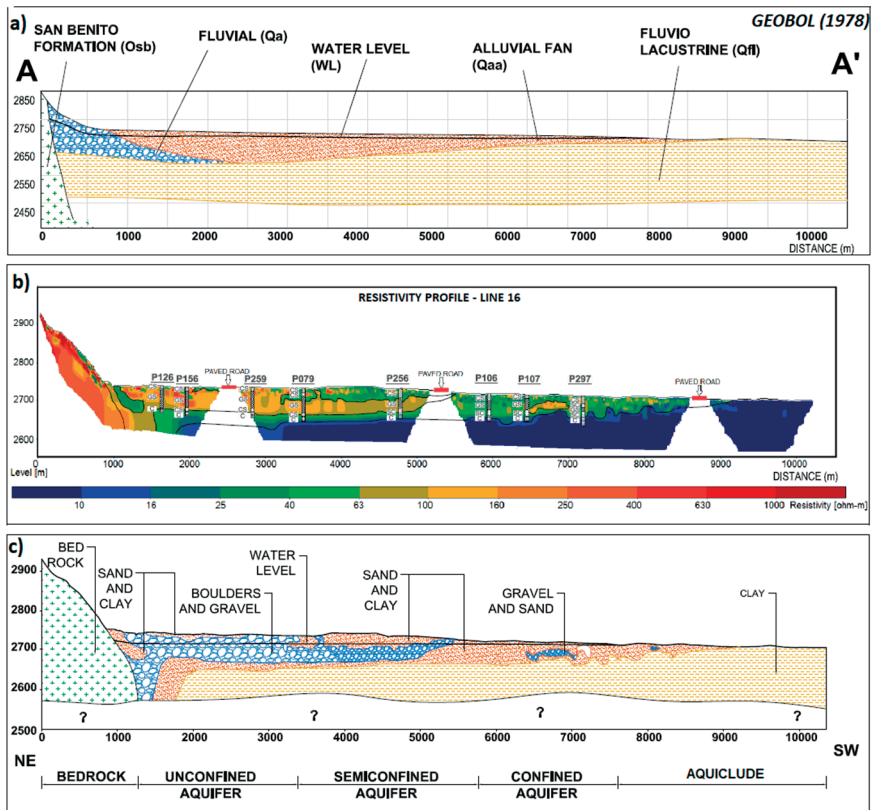 a)
GEOBOL (1978)
SAN BENITO
FORMATION (Osb)
FLUVIAL (Qa)
WATER LEVEL
(WL)
ALLUVIAL FAN
(Qaa)
FLUVIO
LACUSTRINE (Qfl)
A
A'
2850
2750
2650
2550
2450
0 1000 2000 3000 4000 5000 6000 7000 8000 9000 10000
DISTANCE (m)
b)
RESISTIVITY PROFILE - LINE 16
2900
2800
2700
2600
P126 P156 PAVED ROAD P259 P079 P256 PAVED ROAD P106 P107 P297 PAVED ROAD
0 1000 2000 3000 4000 5000 6000 7000 8000 9000 10000
Level [m]
DISTANCE (m)
10 16 25 40 63 100 160 250 400 630 1000 Resistivity [ohm-m]
c)
BED
ROCK
SAND
AND
CLAY
BOULDERS
AND GRAVEL
WATER
LEVEL
SAND
AND
CLAY
GRAVEL
AND SAND
CLAY
2900
2800
2700
2600
2500
? ? ? ?
0 1000 2000 3000 4000 5000 6000 7000 8000 9000 10000
NE
SW
BEDROCK
UNCONFINED
AQUIFER
SEMICONFINED
AQUIFER
CONFINED
AQUIFER
AQUICLUDE